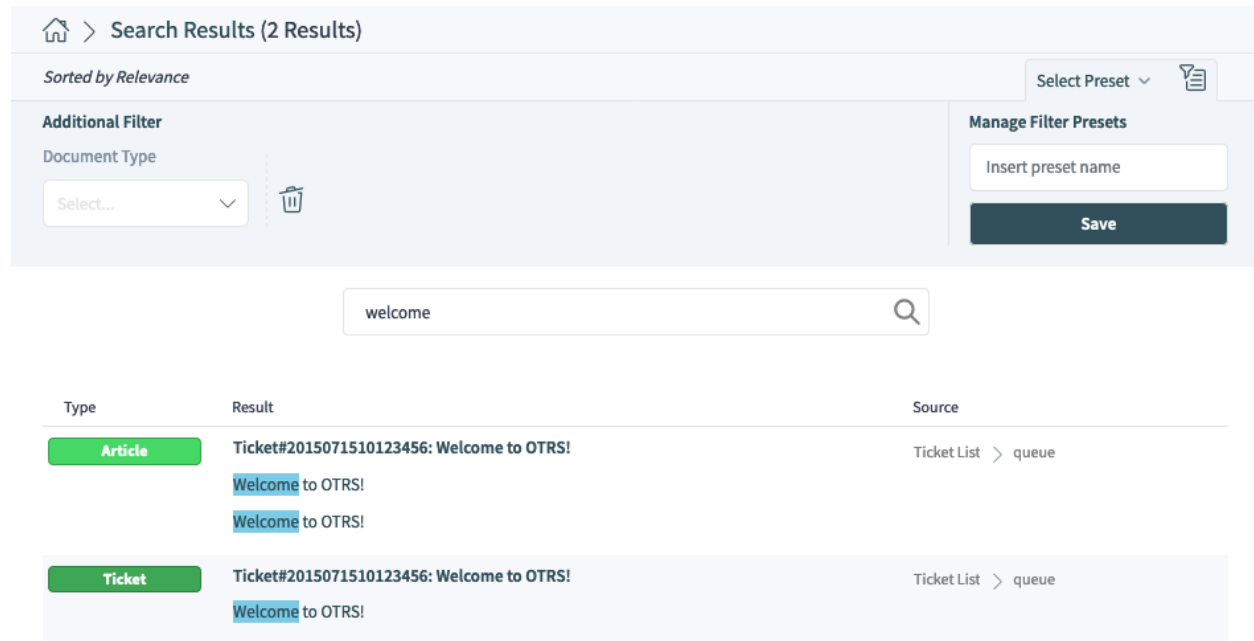 Search Results (2 Results)
Sorted by Relevance
Select Preset
Additional Filter
Manage Filter Presets
Document Type
Insert preset name
Select...
Save
welcome
Type Result Source
Article Ticket#2015071510123456: Welcome to OTRS! Ticket List > queue
Welcome to OTRS!
Welcome to OTRS!
Ticket Ticket#2015071510123456: Welcome to OTRS! Ticket List > queue
Welcome to OTRS!